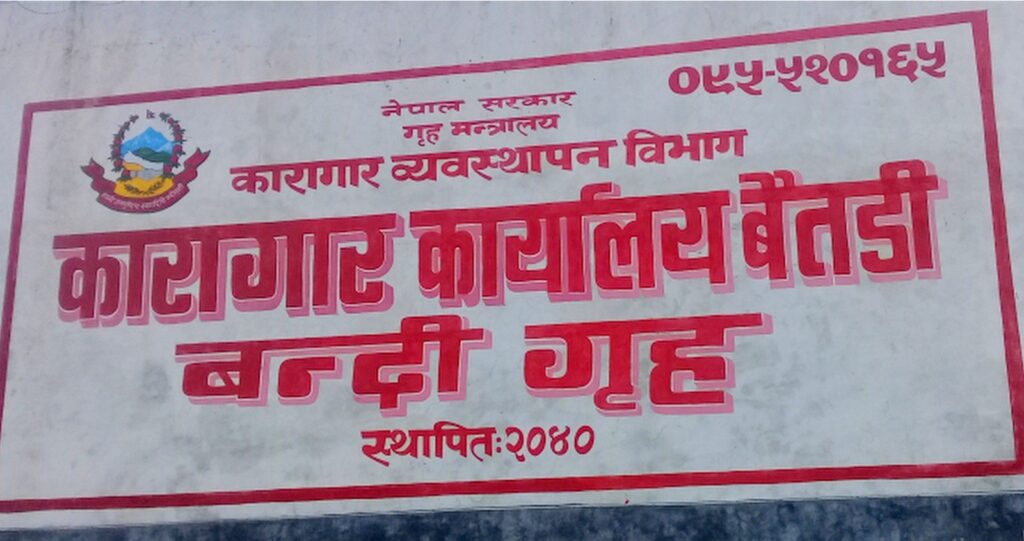 ०९५-५२०१६५
नेपाल सरकार
गृह मन्त्रालय
कारागार व्यवस्थापन विभाग
कारागार कार्यालय बैतडी
बन्दी गृह
स्थापितः२०४०